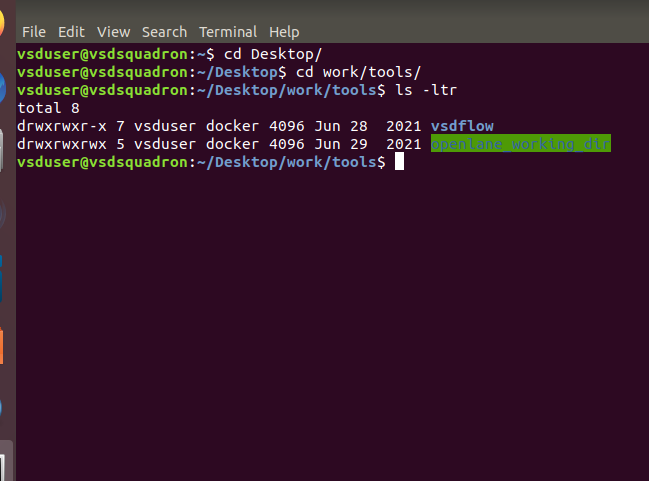 File Edit View Search Terminal Help
vsduser@vsdsquadron:~$ cd Desktop/
vsduser@vsdsquadron:~/Desktop$ cd work/tools/
vsduser@vsdsquadron:~/Desktop/work/tools$ ls -ltr
total 8
drwxrwxr-x 7 vsduser docker 4096 Jun 28  2021 vsdflow
drwxrwxrwx 5 vsduser docker 4096 Jun 29  2021 openlane_working_dir
vsduser@vsdsquadron:~/Desktop/work/tools$